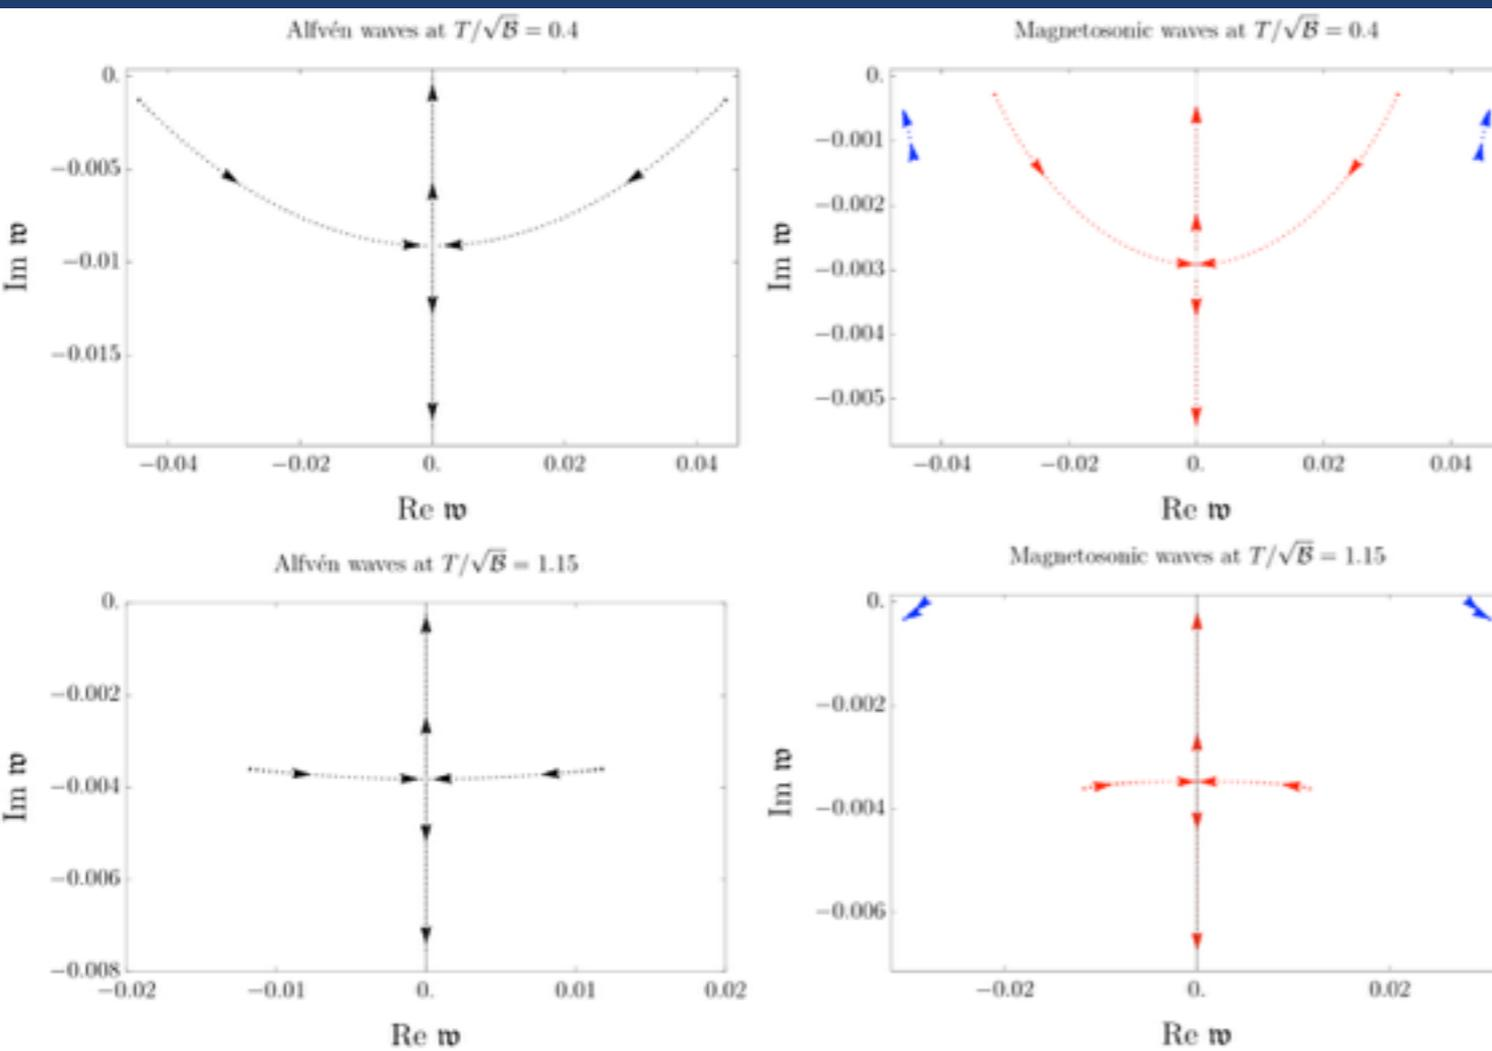 Alfvén waves at T/√ℬ = 0.4
0.
−0.005
−0.01
−0.015
Im 𝔴
−0.04 −0.02 0. 0.02 0.04
Re 𝔴
Magnetosonic waves at T/√ℬ = 0.4
0.
−0.001
−0.002
−0.003
−0.004
−0.005
Im 𝔴
−0.04 −0.02 0. 0.02 0.04
Re 𝔴
Alfvén waves at T/√ℬ = 1.15
0.
−0.002
−0.004
−0.006
−0.008
Im 𝔴
−0.02 −0.01 0. 0.01 0.02
Re 𝔴
Magnetosonic waves at T/√ℬ = 1.15
0.
−0.002
−0.004
−0.006
Im 𝔴
−0.02 0. 0.02
Re 𝔴